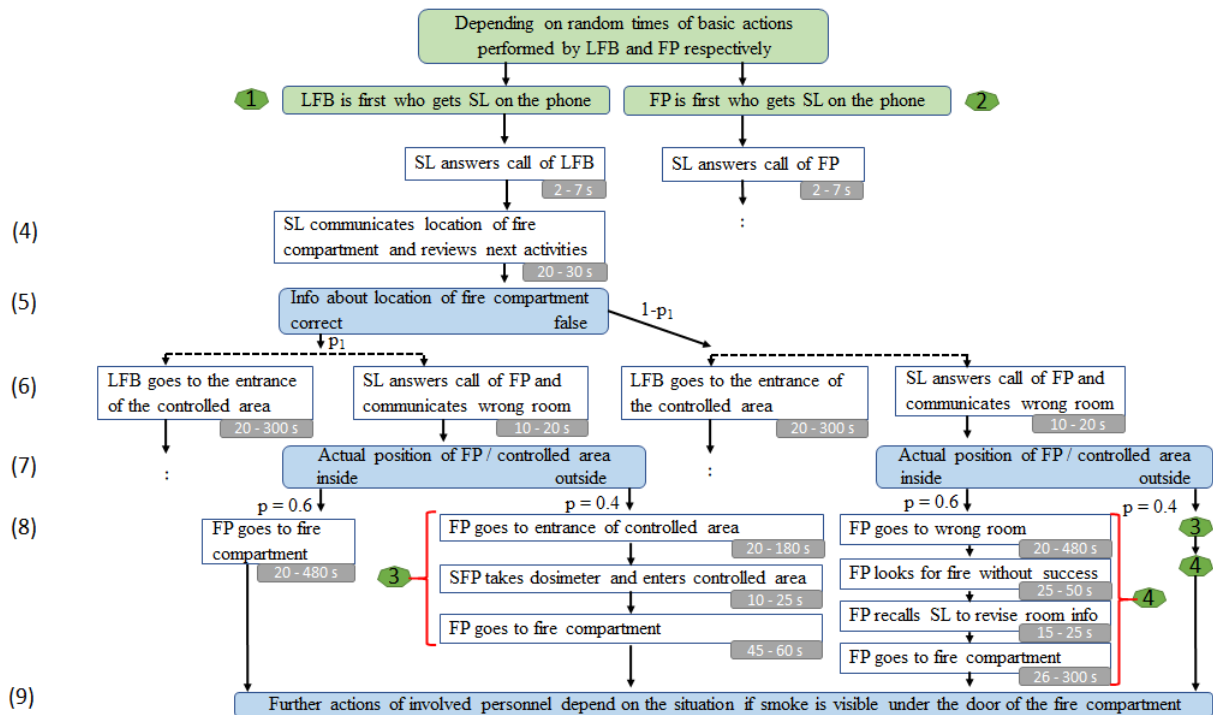 Depending on random times of basic actions
performed by LFB and FP respectively
1
LFB is first who gets SL on the phone
FP is first who gets SL on the phone
2
SL answers call of LFB
2 - 7 s
SL answers call of FP
2 - 7 s
:
(4)
SL communicates location of fire
compartment and reviews next activities
20 - 30 s
(5)
Info about location of fire compartment
correct false
p1
1-p1
(6)
LFB goes to the entrance
of the controlled area
20 - 300 s
:
SL answers call of FP and
communicates wrong room
10 - 20 s
LFB goes to the entrance of
the controlled area
20 - 300 s
:
SL answers call of FP and
communicates wrong room
10 - 20 s
(7)
Actual position of FP / controlled area
inside outside
Actual position of FP / controlled area
inside outside
p = 0.6
p = 0.4
p = 0.6
p = 0.4
(8)
FP goes to fire
compartment
20 - 480 s
3
FP goes to entrance of controlled area
20 - 180 s
SFP takes dosimeter and enters controlled area
10 - 25 s
FP goes to fire compartment
45 - 60 s
FP goes to wrong room
20 - 480 s
FP looks for fire without success
25 - 50 s
FP recalls SL to revise room info
15 - 25 s
FP goes to fire compartment
26 - 300 s
4
3
4
(9)
Further actions of involved personnel depend on the situation if smoke is visible under the door of the fire compartment